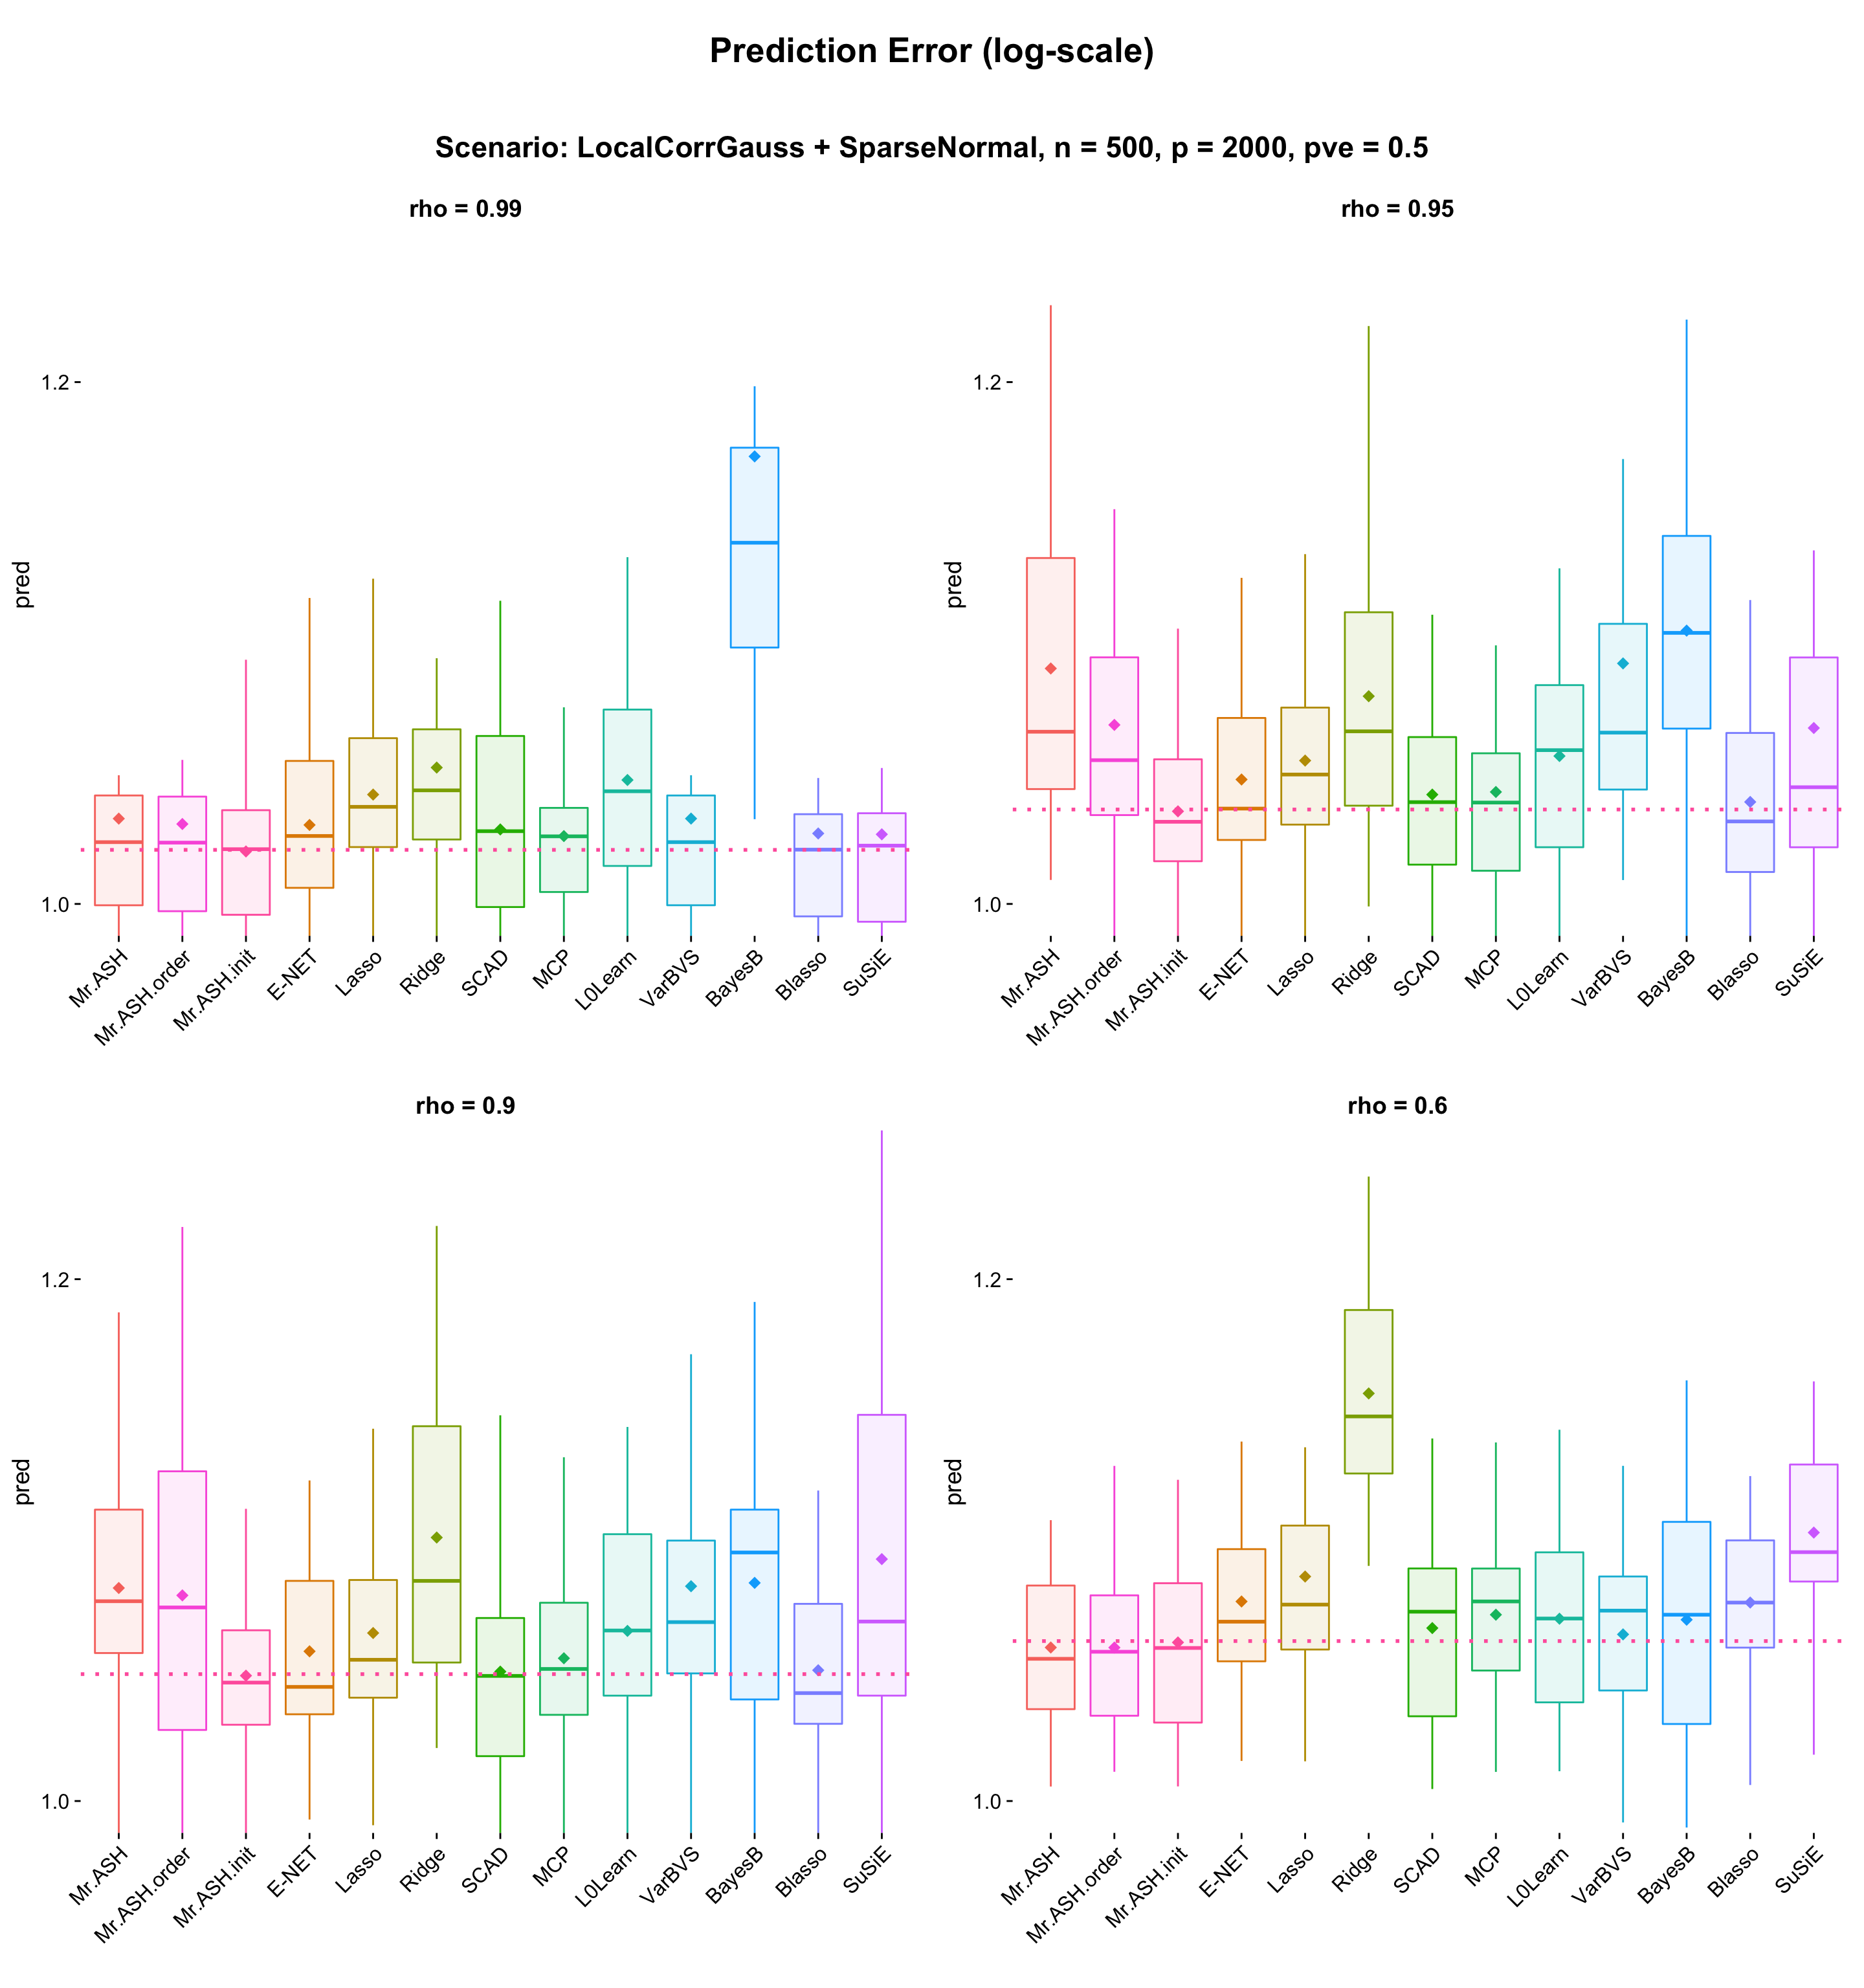 Prediction Error (log-scale)
Scenario: LocalCorrGauss + SparseNormal, n = 500, p = 2000, pve = 0.5
rho = 0.99
pred
1.2
1.0
Mr.ASH
Mr.ASH.order
Mr.ASH.init
E-NET
Lasso
Ridge
SCAD
MCP
L0Learn
VarBVS
BayesB
Blasso
SuSiE
rho = 0.95
pred
1.2
1.0
Mr.ASH
Mr.ASH.order
Mr.ASH.init
E-NET
Lasso
Ridge
SCAD
MCP
L0Learn
VarBVS
BayesB
Blasso
SuSiE
rho = 0.9
pred
1.2
1.0
Mr.ASH
Mr.ASH.order
Mr.ASH.init
E-NET
Lasso
Ridge
SCAD
MCP
L0Learn
VarBVS
BayesB
Blasso
SuSiE
rho = 0.6
pred
1.2
1.0
Mr.ASH
Mr.ASH.order
Mr.ASH.init
E-NET
Lasso
Ridge
SCAD
MCP
L0Learn
VarBVS
BayesB
Blasso
SuSiE